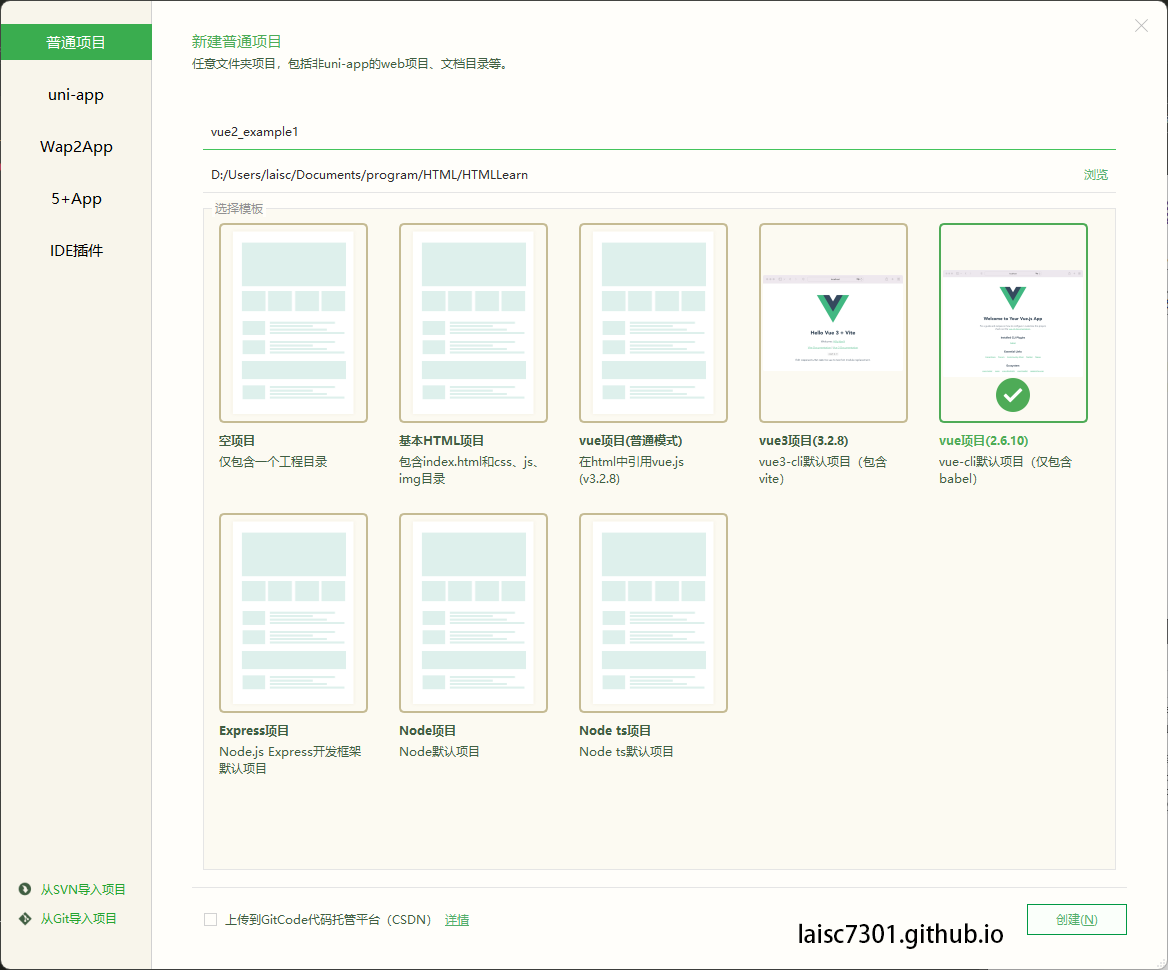 普通项目
uni-app
Wap2App
5+App
IDE插件
从SVN导入项目
从Git导入项目
新建普通项目
任意文件夹项目，包括非uni-app的web项目、文档目录等。
vue2_example1
D:/Users/laisc/Documents/program/HTML/HTMLLearn
浏览
选择模板
空项目
仅包含一个工程目录
基本HTML项目
包含index.html和css、js、
img目录
vue项目(普通模式)
在html中引用vue.js
(v3.2.8)
Hello Vue 3 + Vite
vue3项目(3.2.8)
vue3-cli默认项目（包含
vite）
Welcome to Your Vue.js App
vue项目(2.6.10)
vue-cli默认项目（仅包含
babel）
Express项目
Node.js Express开发框架
默认项目
Node项目
Node默认项目
Node ts项目
Node ts默认项目
上传到GitCode代码托管平台（CSDN） 详情
laisc7301.github.io
创建(N)